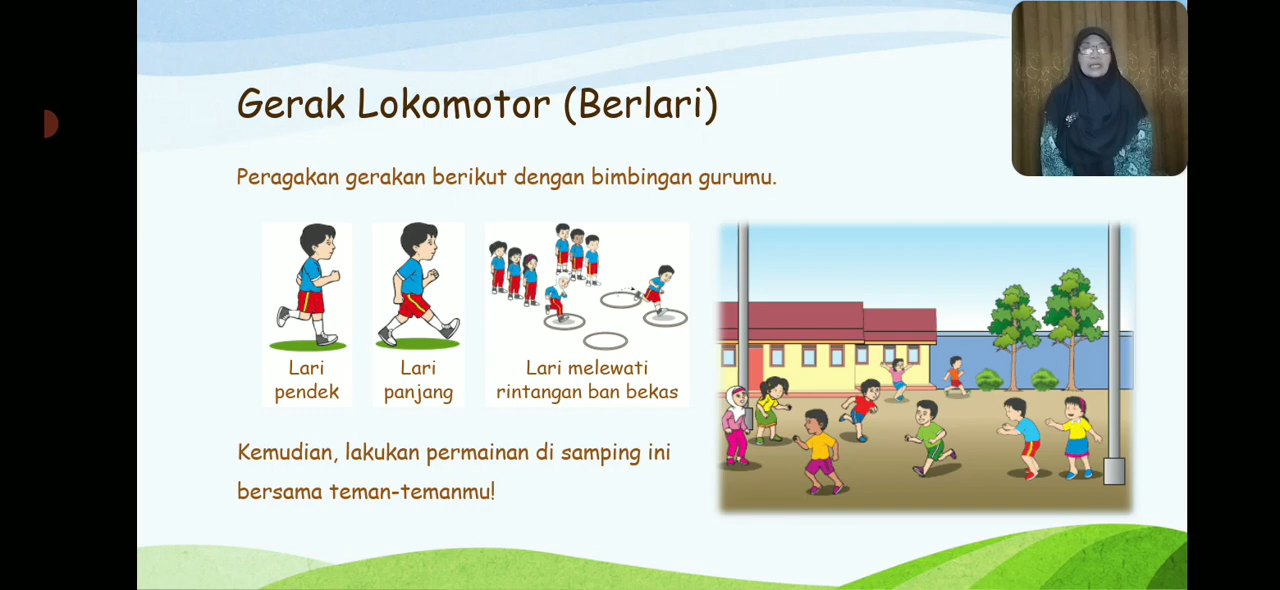 Gerak Lokomotor (Berlari)
Peragakan gerakan berikut dengan bimbingan gurumu.
Lari
pendek
Lari
panjang
Lari melewati
rintangan ban bekas
Kemudian, lakukan permainan di samping ini
bersama teman-temanmu!